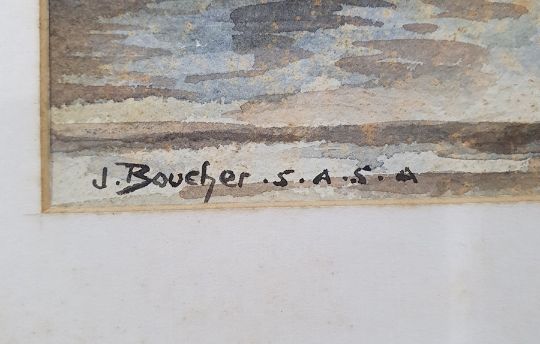 J. Boucher . S . A . S . A